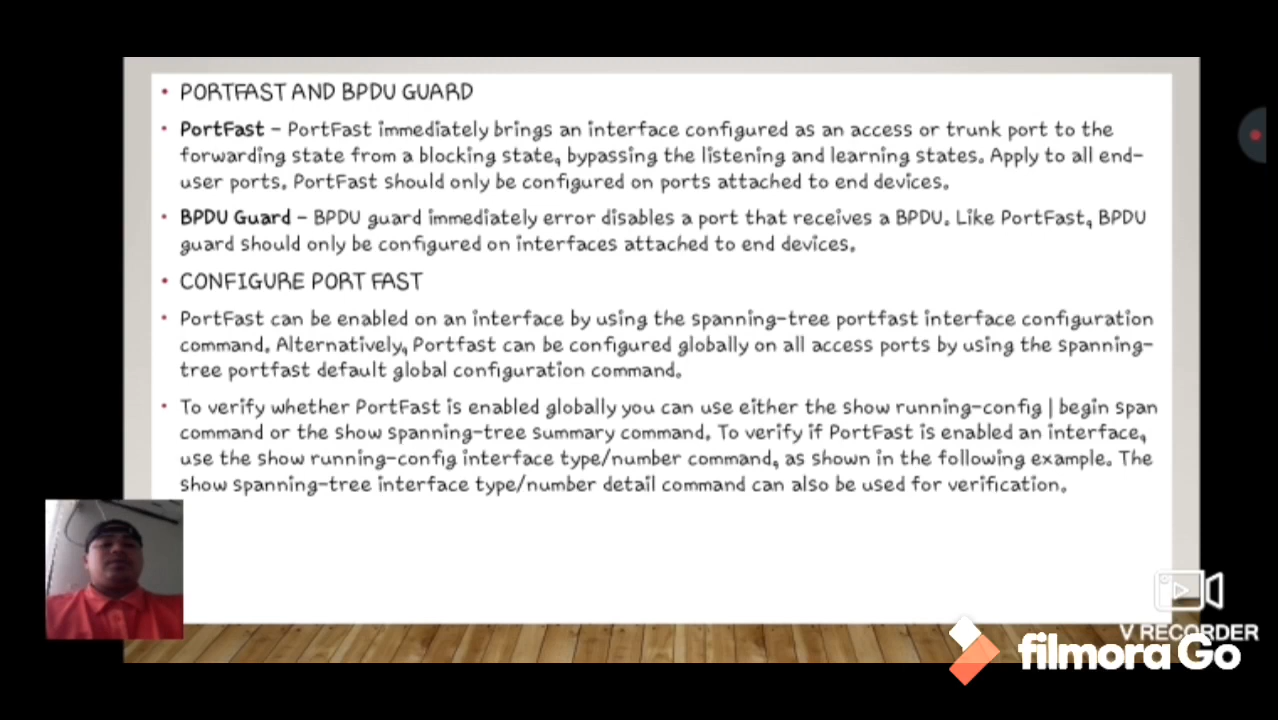 • PORTFAST AND BPDU GUARD
• PortFast – PortFast immediately brings an interface configured as an access or trunk port to the
forwarding state from a blocking state, bypassing the listening and learning states. Apply to all end-
user ports. PortFast should only be configured on ports attached to end devices.
• BPDU Guard – BPDU guard immediately error disables a port that receives a BPDU. Like PortFast, BPDU
guard should only be configured on interfaces attached to end devices.
• CONFIGURE PORT FAST
• PortFast can be enabled on an interface by using the spanning-tree portfast interface configuration
command. Alternatively, Portfast can be configured globally on all access ports by using the spanning-
tree portfast default global configuration command.
• To verify whether PortFast is enabled globally you can use either the show running-config | begin span
command or the show spanning-tree summary command. To verify if PortFast is enabled an interface,
use the show running-config interface type/number command, as shown in the following example. The
show spanning-tree interface type/number detail command can also be used for verification.
V RECORDER
filmora Go